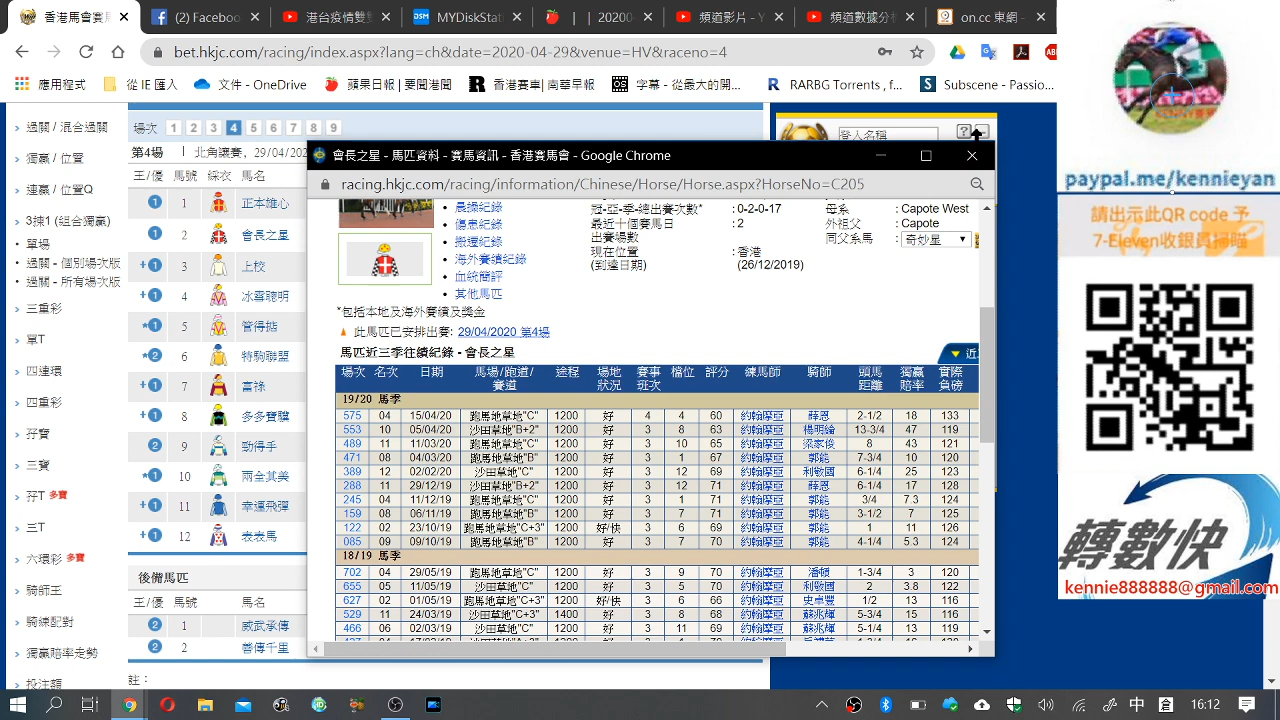 香港賽馬會
(2) Facebook
港台疫情雙
MYDiskStat
| 2020
頻道影片 - Y
頻道數據分析
on.cc 東網 -
bet.hkjc.com/racing/index.aspx?lang=ch&date=2020-04-29&venue=HV&raceno=4
應用程式
從 IE 匯入
文件 - OneDrive
蘋果日報 | 要聞港聞
香港賽車| 南華早報
字幕 - 從最大的開...
RARBG Torrents , f...
Subscene - Passio...
過關 / 混合過關
獨贏 / 位置
連贏 / 位置Q
3揀1 (組合獨贏)
單場
過關 - 個別場次版
過關 - 所有場次版
三重彩
單T
四連環
四重彩
孖寶
三寶
孖T 多寶
三T
六環彩 多寶
騎師王
騎練配對
獨贏賠率走勢
投注額
場次 1 2 3 4 5 6 7 8 9
第4場 | 北角讓賽, 29/04/202
王/優 馬號 綵衣 馬名
1 1 正本雄心
1 2 會長之星
+1 3 上校
+1 4 冰雪聰明
*1 5 管得掂
*2 6 特駒聯盟
+1 7 富祿
+1 8 多多寶驥
2 9 勁得手
*1 10 兩全其美
+1 11 幸運飛彈
+1 12 表表馬
後備馬匹
王/優 馬號 馬名
2 1 威武承傳
2 2 善傳千里
註：
登入名稱
會長之星 - 馬匹資料 - 賽馬資訊 - 香港賽馬會 - Google Chrome
racing.hkjc.com/racing/information/Chinese/Horse/Horse.aspx?HorseNo=C205
晨操紀錄
傷患紀錄
搬遷紀錄
海外賽績紀錄
血統簡評
其他馬匹
冠-亞-季-總出賽次數* : 0-2-0-17
最近十個賽馬日
出賽場數 : 2
現在位置
(到達日期) : 香港
(26/12/2019)
母系 : Capote West
外祖父 : Capote
同父系馬 : 奇妙星
*包括本地及海外賽績及獎金
此馬匹已安排出賽: 29/04/2020 第4場
馬匹近三季往績紀錄 - 會長之星
近
場次 名次 日期 馬場/跑道/賽道 途程 場地狀況 賽事班次 檔位 評分 練馬師 騎師 頭馬距離 獨贏賠率 實際負磅
19/20 馬季
575 04 15/04/20 跑馬地草地"C" 1200 好 4 4 60 約翰摩亞 薛恩 2-1/2 18 133
553 10 05/04/20 沙田草地"B+2" 1200 好 3 8 63 約翰摩亞 楊明綸 13-3/4 47 119
489 11 11/03/20 跑馬地草地"C" 1200 好 3 10 65 約翰摩亞 梁家俊 8 43 121
471 08 04/03/20 跑馬地草地"B" 1200 好 3 1 67 約翰摩亞 郭能 7-3/4 10 120
389 12 02/02/20 沙田草地"C" 1200 好 3 12 69 約翰摩亞 利敬國 6-1/4 25 123
288 11 29/12/19 沙田草地"B+2" 1200 好 3 12 71 約翰摩亞 薛恩 6-1/4 17 128
245 04 11/12/19 跑馬地草地"C" 1200 好 3 1 71 約翰摩亞 郭能 3/4 7.3 124
159 08 06/11/19 跑馬地草地"B" 1200 好 3 7 71 約翰摩亞 郭能 3-1/2 7 125
122 02 23/10/19 跑馬地草地"C+3" 1200 好/快 3 6 69 約翰摩亞 郭能 1 11 126
085 09 09/10/19 跑馬地草地"B" 1200 好 3 7 70 約翰摩亞 郭能 4-1/4 5.3 124
18/19 馬季
702 04 29/05/19 跑馬地草地"C" 1200 好 3 9 70 約翰摩亞 潘頓 1-3/4 3 120
655 04 11/05/19 沙田草地"C" 1200 好 3 5 70 約翰摩亞 利敬國 2 3.8 122
627 02 01/05/19 跑馬地草地"C+3" 1200 好/快 3 6 66 約翰摩亞 史卓豐 1/2 13 116
529 11 24/03/19 沙田草地"C+3" 1400 好 3 8 68 約翰摩亞 蘇兆輝 5-3/4 15 116
466 06 02/03/19 沙田草地"C" 1200 好 3 11 69 約翰摩亞 蘇兆輝 5-1/4 13 119
paypal.me/kennieyan
請出示此QR code 予
7-Eleven收銀員掃瞄
轉數快
kennie888888@gmail.com
中
16:12